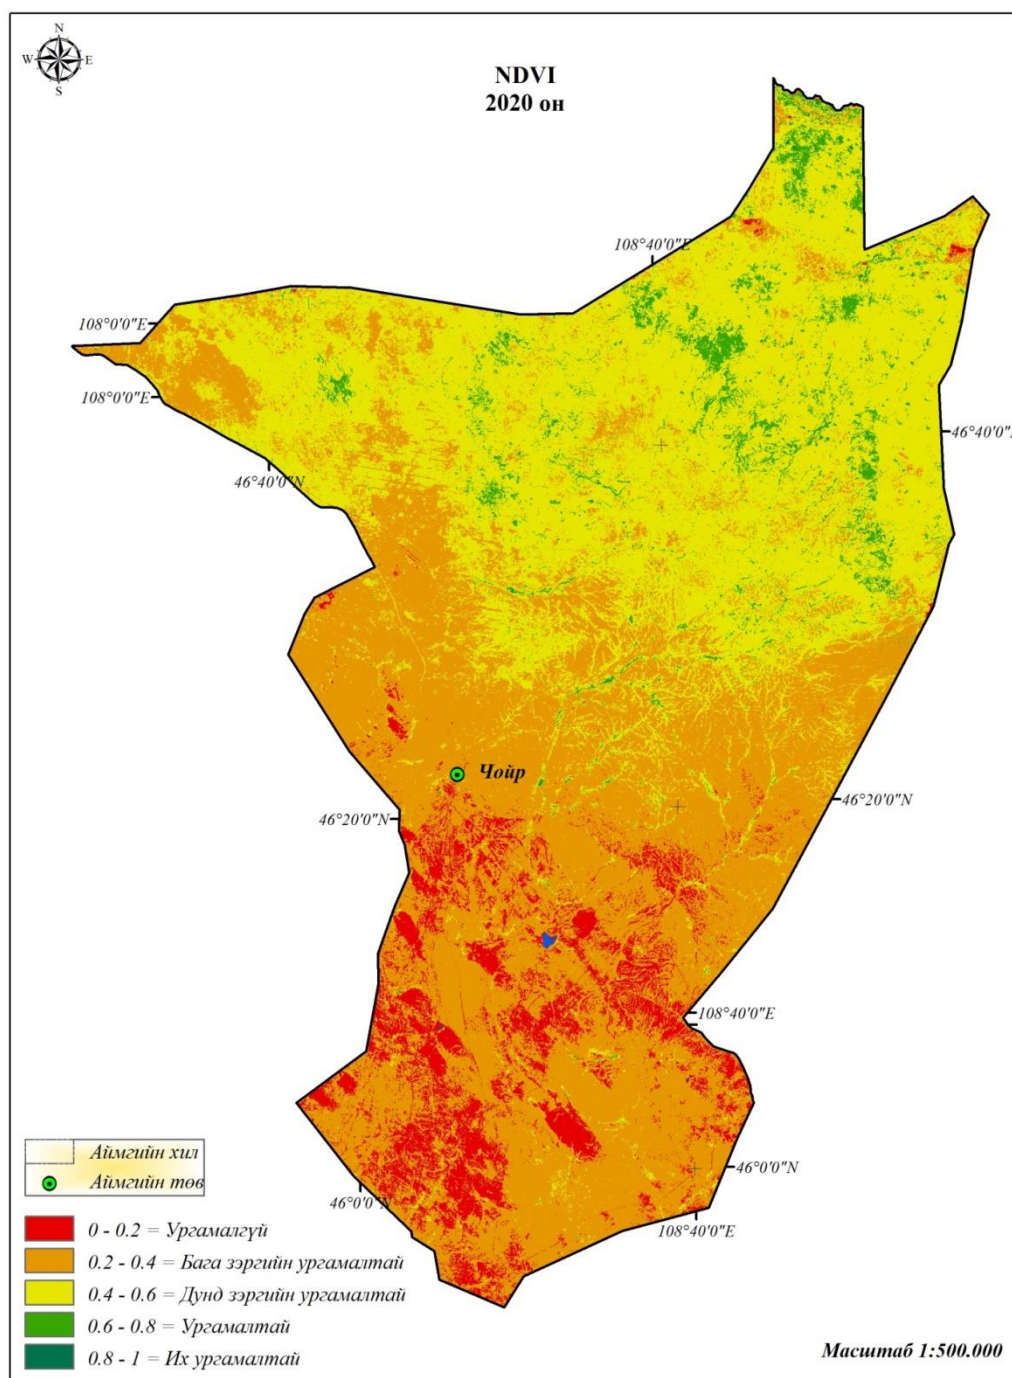 N
W E
S
NDVI
2020 он
108°40'0"E
108°0'0"E
108°0'0"E
46°40'0"
46°40'0"N
Чойр
46°20'0"N
46°20'0"N
108°40'0"E
46°0'0"N
46°0'0"N
108°40'0"E
Аймгийн хил
Аймгийн төв
0 - 0.2 = Ургамалгүй
0.2 - 0.4 = Бага зэргийн ургамалтай
0.4 - 0.6 = Дунд зэргийн ургамалтай
0.6 - 0.8 = Ургамалтай
0.8 - 1 = Их ургамалтай
Масштаб 1:500.000